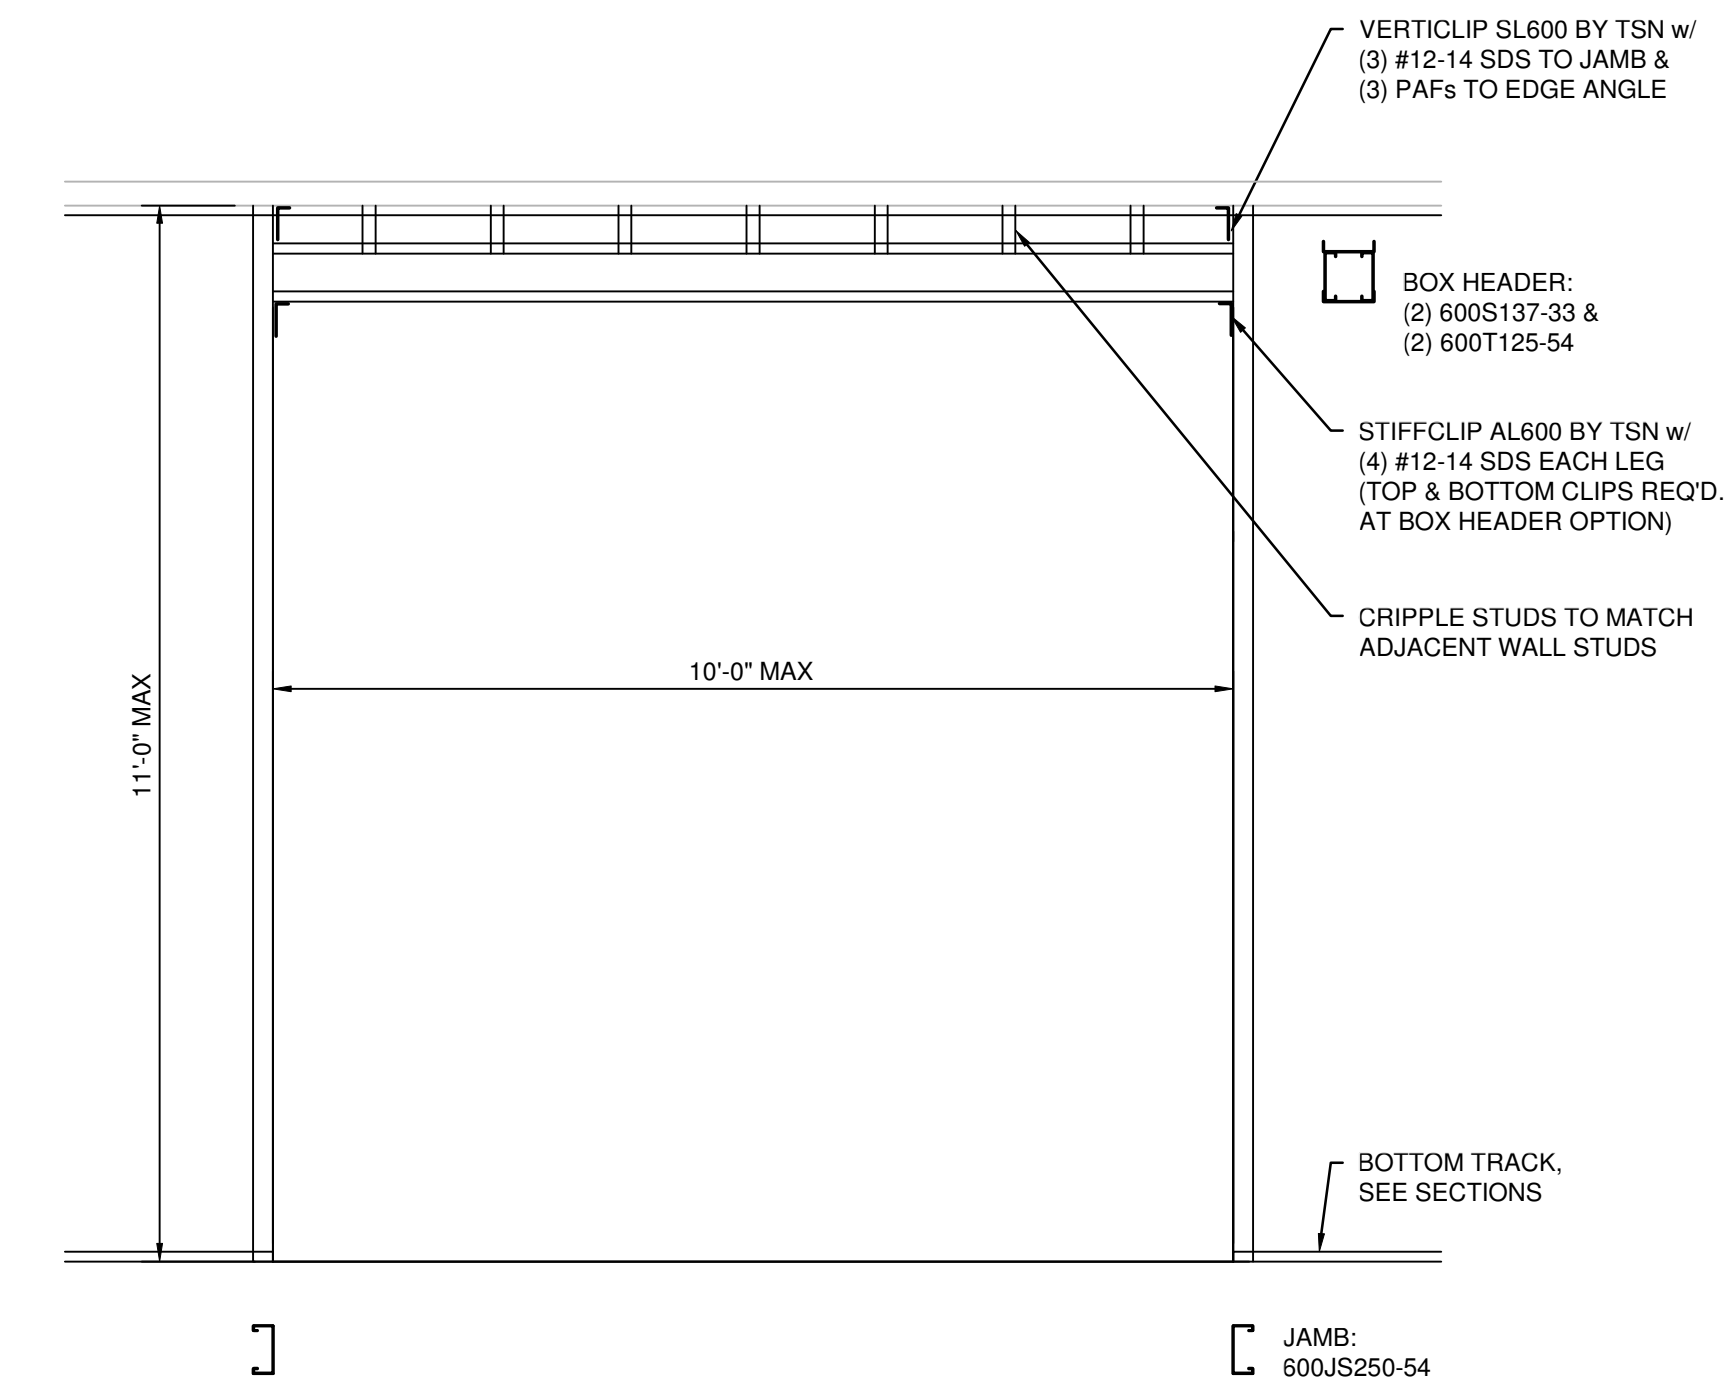 VERTICLIP SL600 BY TSN w/
(3) #12-14 SDS TO JAMB &
(3) PAFs TO EDGE ANGLE
BOX HEADER:
(2) 600S137-33 &
(2) 600T125-54
STIFFCLIP AL600 BY TSN w/
(4) #12-14 SDS EACH LEG
(TOP & BOTTOM CLIPS REQ'D.
AT BOX HEADER OPTION)
CRIPPLE STUDS TO MATCH
ADJACENT WALL STUDS
10'-0" MAX
11'-0" MAX
BOTTOM TRACK,
SEE SECTIONS
JAMB:
600JS250-54